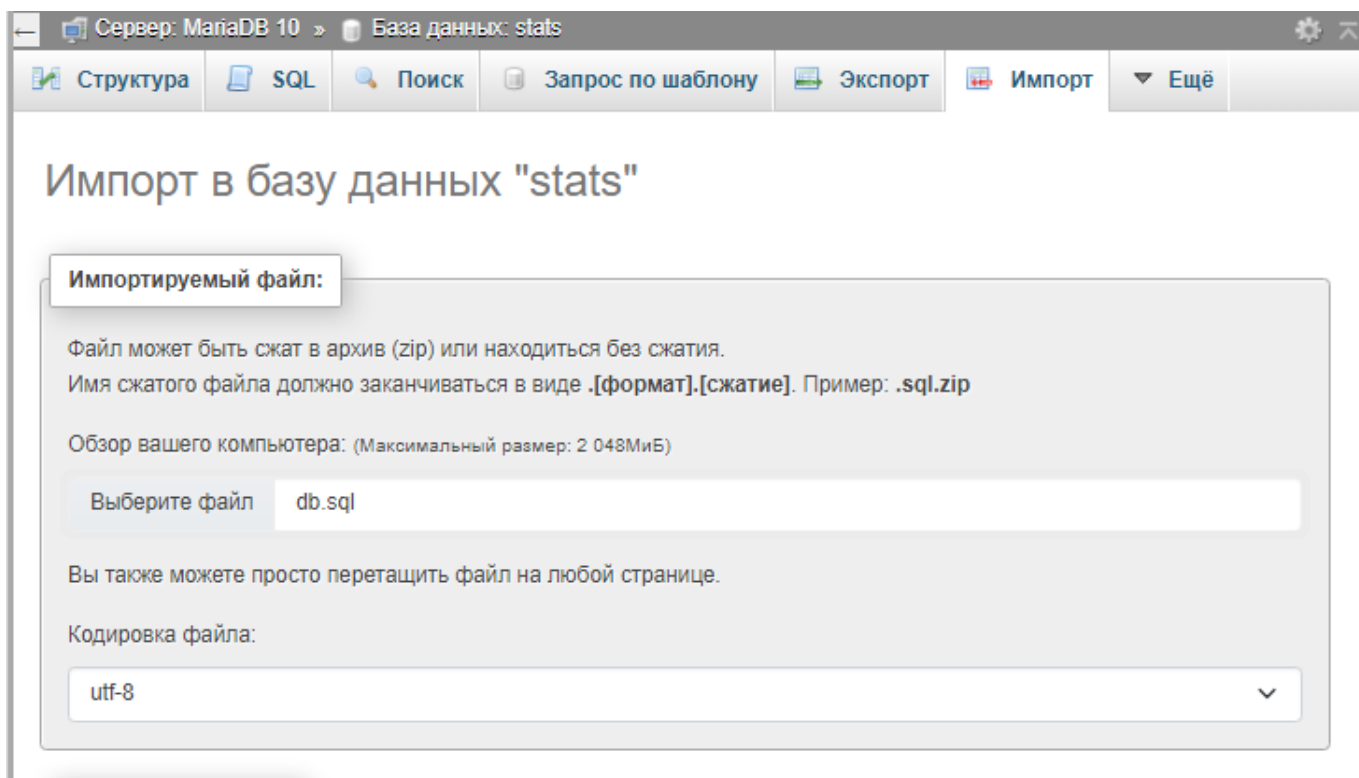 ← Сервер: MariaDB 10 » База данных: stats
Структура SQL Поиск Запрос по шаблону Экспорт Импорт Ещё
Импорт в базу данных "stats"
Импортируемый файл:
Файл может быть сжат в архив (zip) или находиться без сжатия.
Имя сжатого файла должно заканчиваться в виде .[формат].[сжатие]. Пример: .sql.zip
Обзор вашего компьютера: (Максимальный размер: 2 048МиБ)
Выберите файл db.sql
Вы также можете просто перетащить файл на любой странице.
Кодировка файла:
utf-8